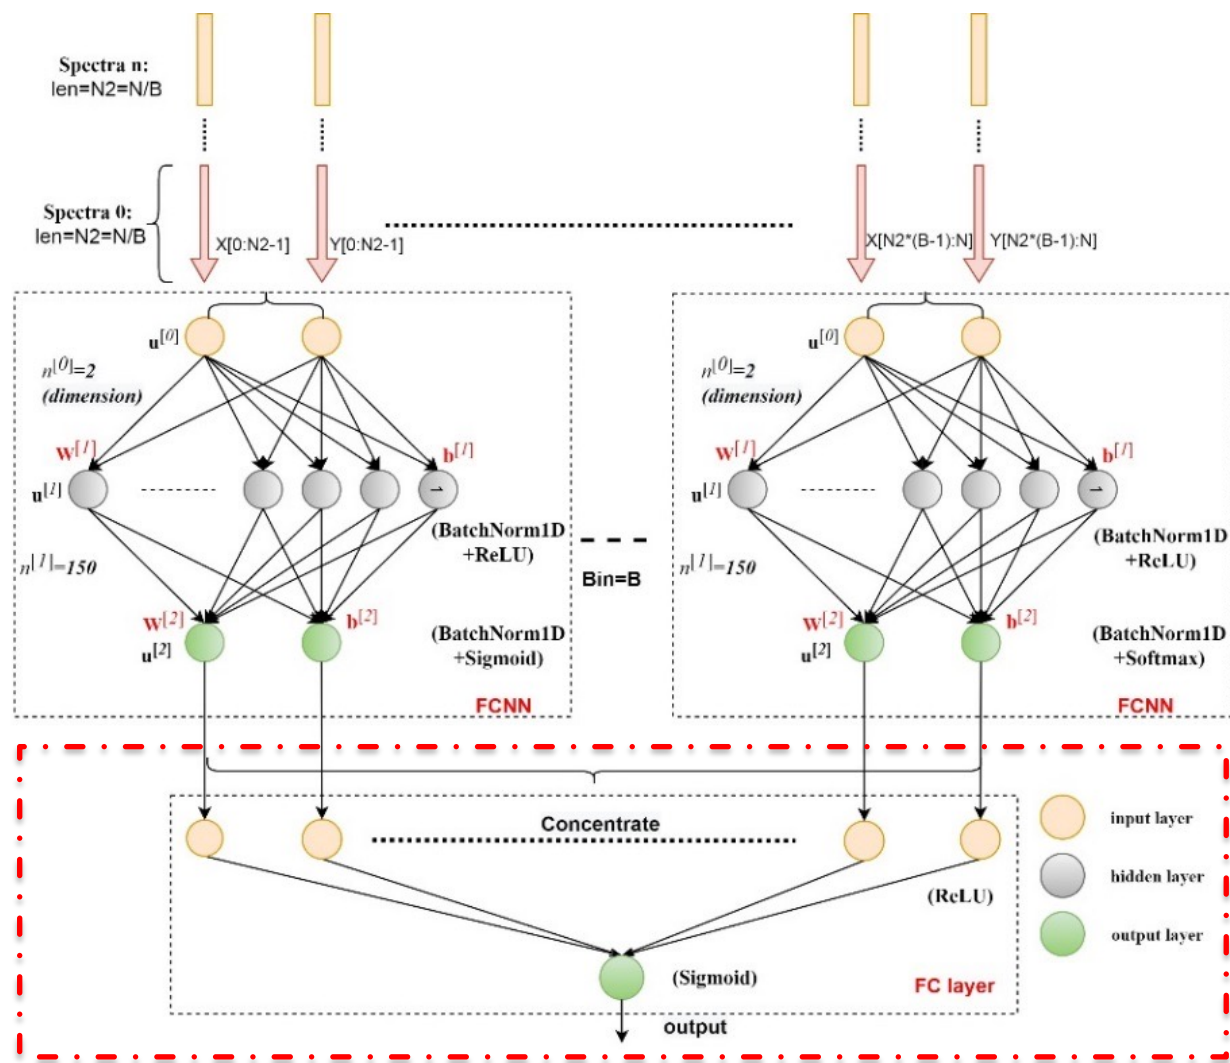 Spectra n:
len=N2=N/B
Spectra 0:
len=N2=N/B
X[0:N2-1]
Y[0:N2-1]
X[N2*(B-1):N]
Y[N2*(B-1):N]
u[0]
n[0]=2
(dimension)
W[1]
b[1]
u[1]
1
(BatchNorm1D
+ReLU)
n[1]=150
W[2]
b[2]
u[2]
(BatchNorm1D
+Sigmoid)
FCNN
Bin=B
u[0]
n[0]=2
(dimension)
W[1]
b[1]
u[1]
1
(BatchNorm1D
+ReLU)
n[1]=150
W[2]
b[2]
u[2]
(BatchNorm1D
+Softmax)
FCNN
Concentrate
(ReLU)
(Sigmoid)
FC layer
output
input layer
hidden layer
output layer